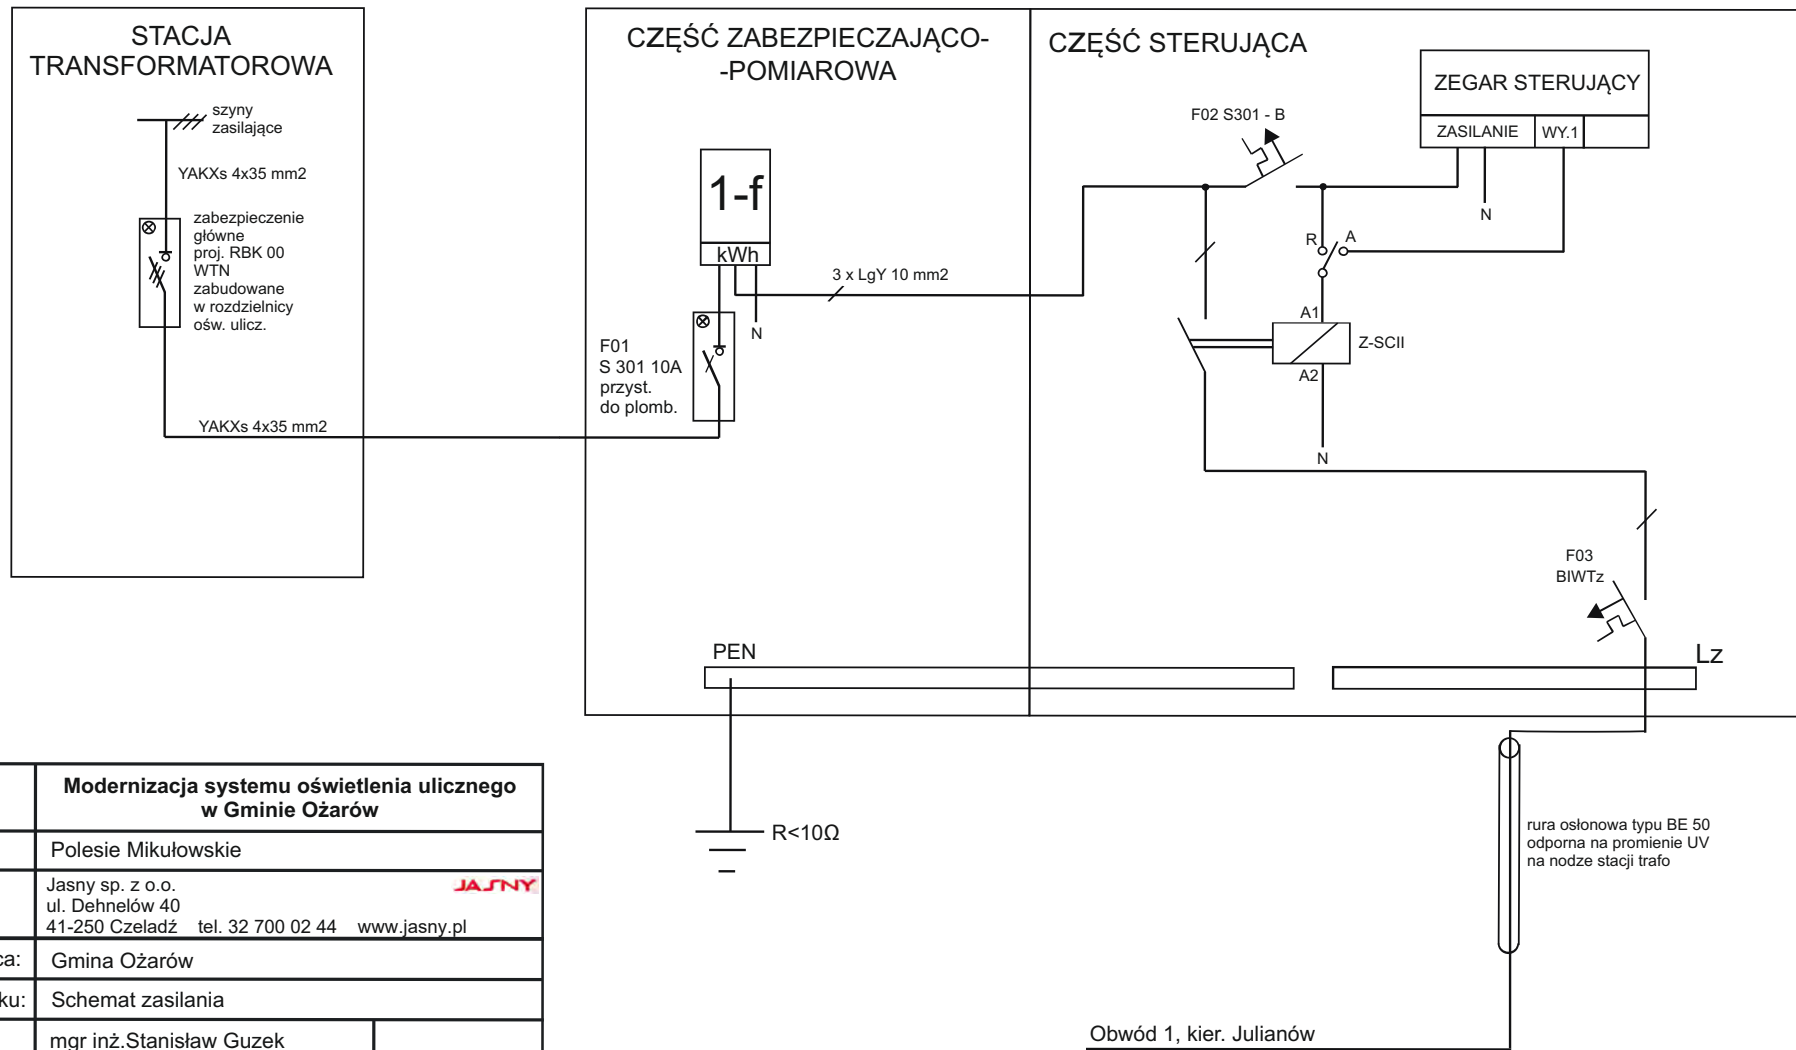 STACJA
TRANSFORMATOROWA
szyny
zasilające
YAKXs 4x35 mm2
zabezpieczenie
główne
proj. RBK 00
WTN
zabudowane
w rozdzielnicy
ośw. ulicz.
YAKXs 4x35 mm2
CZĘŚĆ ZABEZPIECZAJĄCO-
-POMIAROWA
1-f
kWh
N
F01
S 301 10A
przyst.
do plomb.
3 x LgY 10 mm2
PEN
R<10Ω
CZĘŚĆ STERUJĄCA
F02 S301 - B
ZEGAR STERUJĄCY
ZASILANIE WY.1
N
R A
A1
Z-SCII
A2
N
F03
BIWTz
Lz
rura osłonowa typu BE 50
odporna na promienie UV
na nodze stacji trafo
Obwód 1, kier. Julianów
Modernizacja systemu oświetlenia ulicznego
w Gminie Ożarów
Polesie Mikułowskie
Jasny sp. z o.o.
JASNY
ul. Dehnelów 40
41-250 Czeladź tel. 32 700 02 44 www.jasny.pl
ca: Gmina Ożarów
ku: Schemat zasilania
mgr inż.Stanisław Guzek